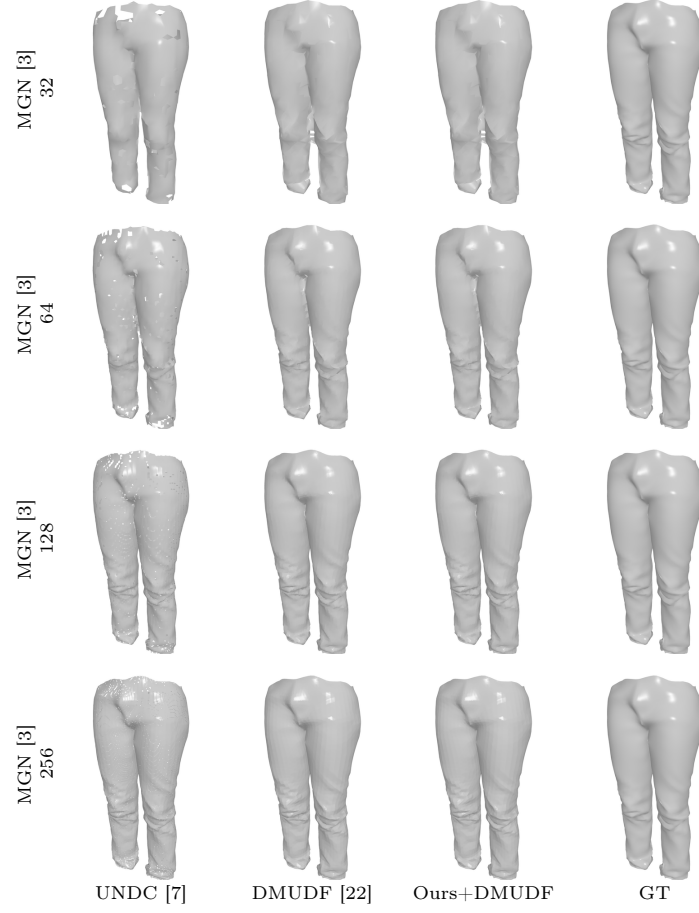 MGN [3]
32
MGN [3]
64
MGN [3]
128
MGN [3]
256
UNDC [7] DMUDF [22] Ours+DMUDF GT